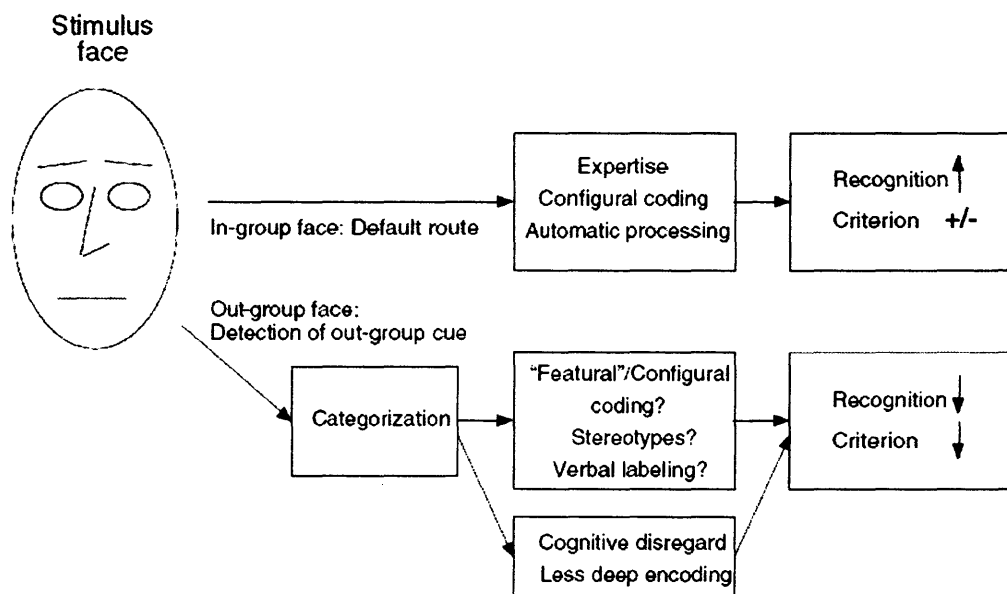 Stimulus
face
Expertise
Configural coding
Automatic processing
Recognition ↑
Criterion +/-
In-group face: Default route
Out-group face:
Detection of out-group cue
Categorization
"Featural"/Configural
coding?
Stereotypes?
Verbal labeling?
Recognition ↓
Criterion ↓
Cognitive disregard
Less deep encoding